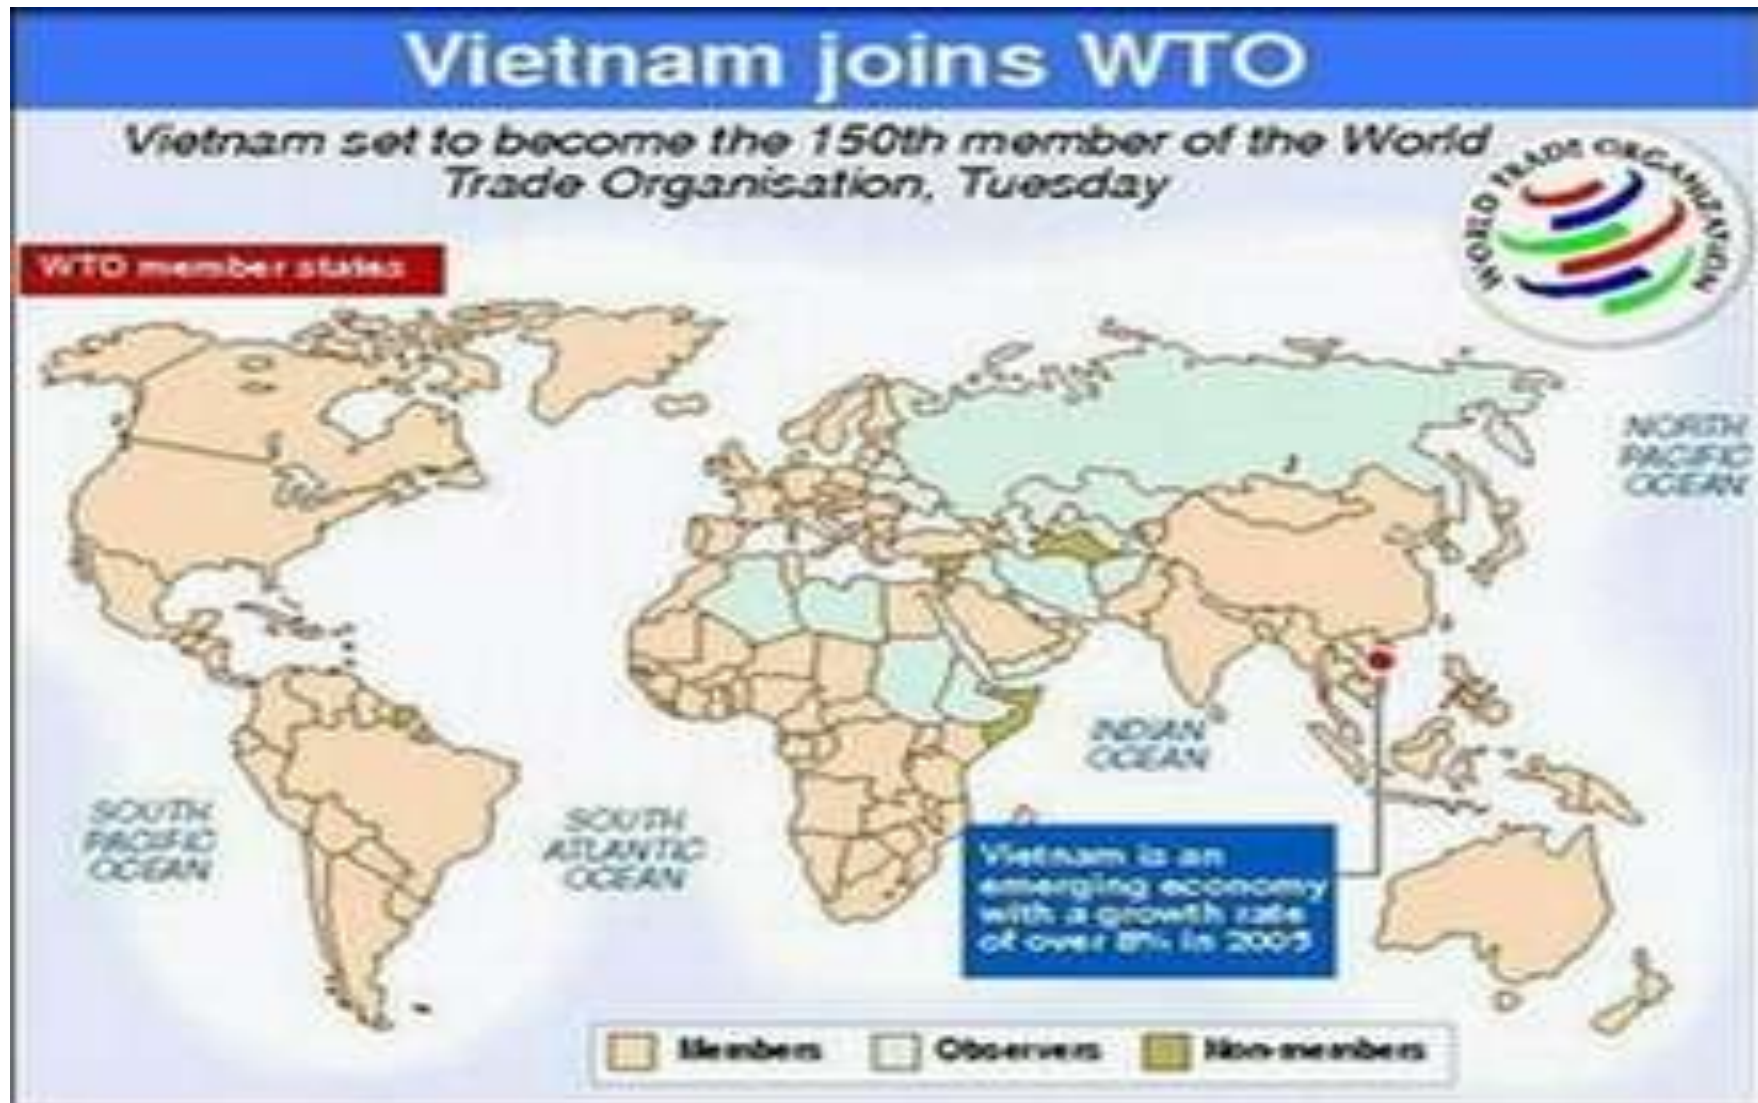 Vietnam joins WTO
Vietnam set to become the 150th member of the World
Trade Organisation, Tuesday
WORLD TRADE ORGANIZATION
WTO member states
NORTH
PACIFIC
OCEAN
INDIAN
OCEAN
SOUTH
PACIFIC
OCEAN
SOUTH
ATLANTIC
OCEAN
Vietnam is an
emerging economy
with a growth rate
of over 8% in 2005
Members
Observers
Non-members